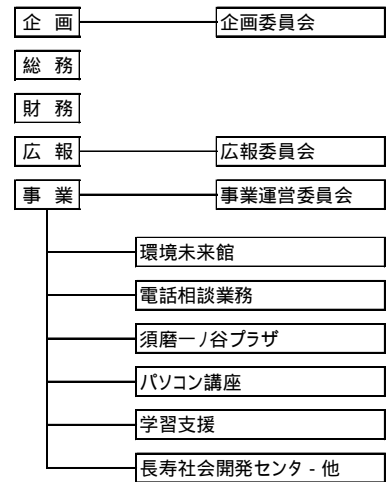 企 画 企画委員会
総 務
財 務
広 報 広報委員会
事 業 事業運営委員会
環境未来館
電話相談業務
須磨一ノ谷プラザ
パソコン講座
学習支援
長寿社会開発センタ - 他